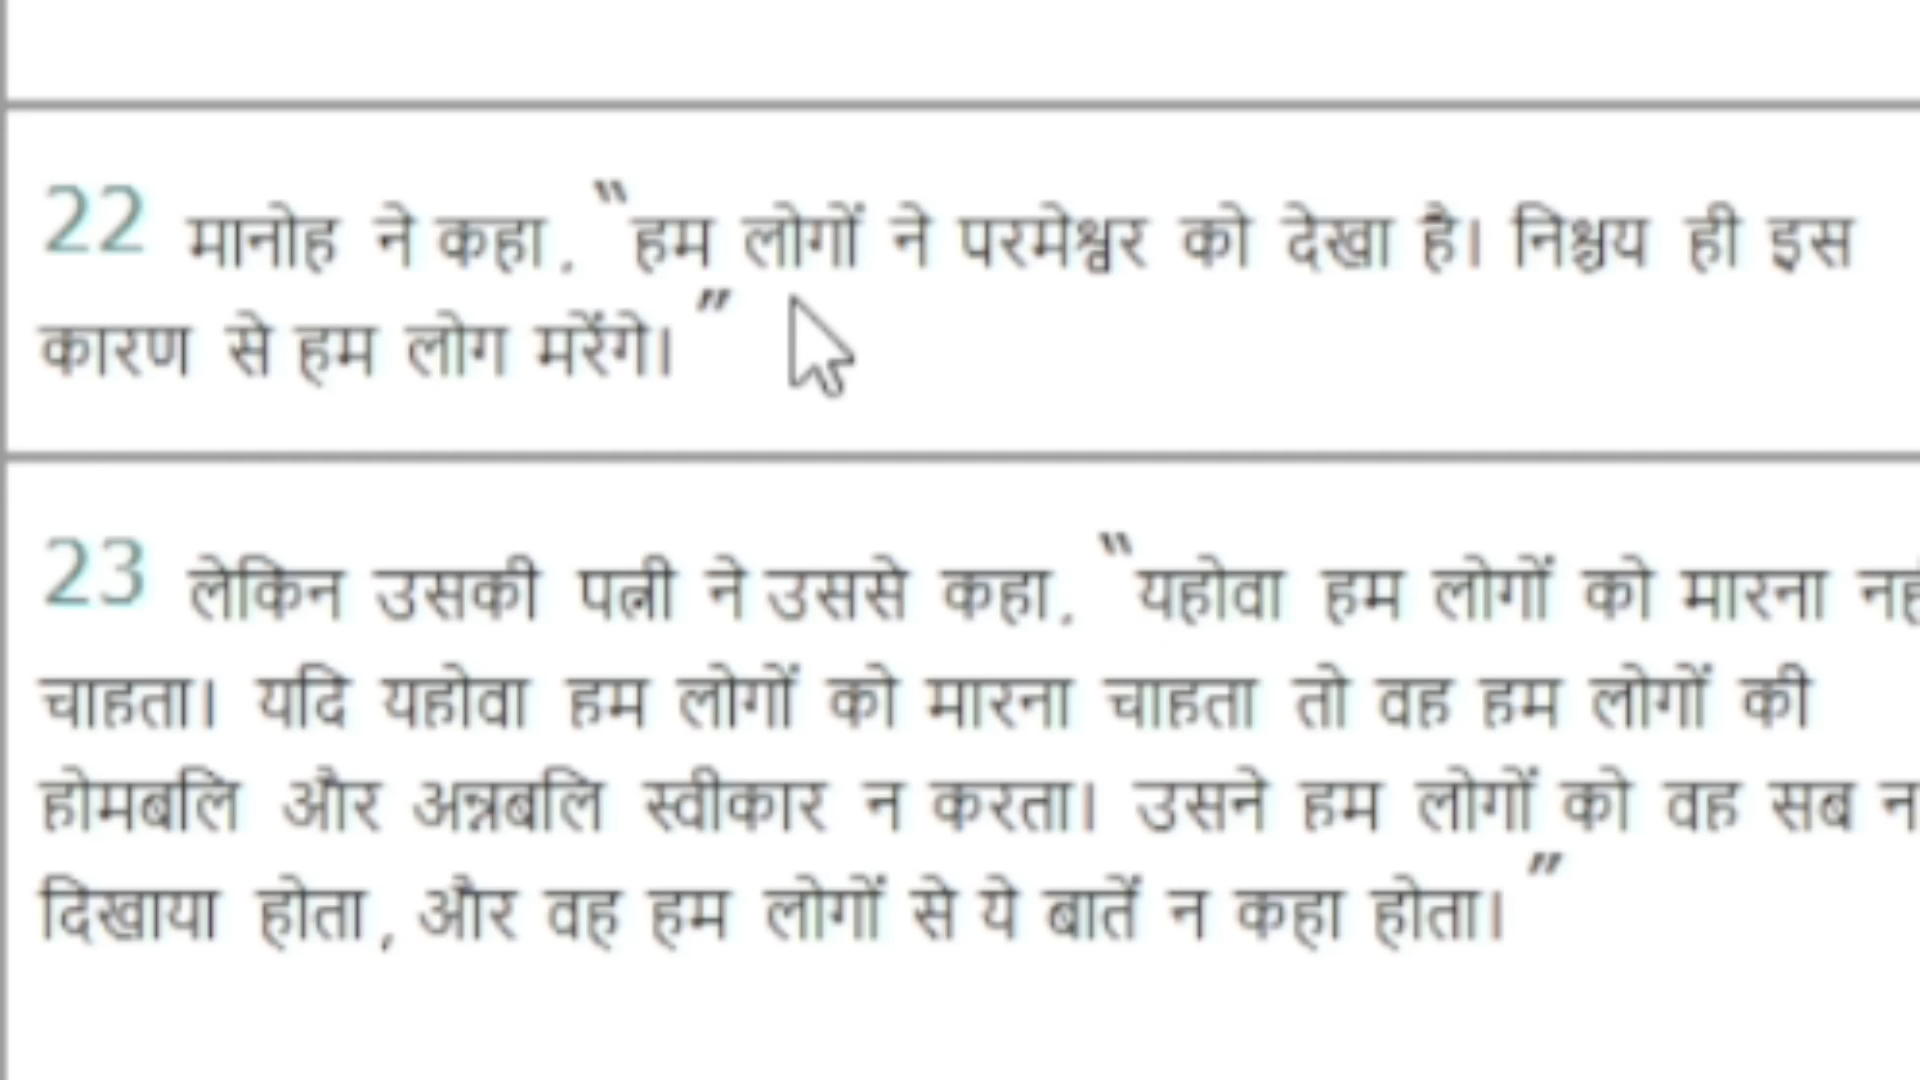 22 मानोह ने कहा, “हम लोगों ने परमेश्वर को देखा है। निश्चय ही इस
कारण से हम लोग मरेंगे।”
23 लेकिन उसकी पत्नी ने उससे कहा, “यहोवा हम लोगों को मारना
चाहता। यदि यहोवा हम लोगों को मारना चाहता तो वह हम लोगों की
होमबलि और अन्नबलि स्वीकार न करता। उसने हम लोगों को वह सब न
दिखाया होता, और वह हम लोगों से ये बातें न कहा होता।”